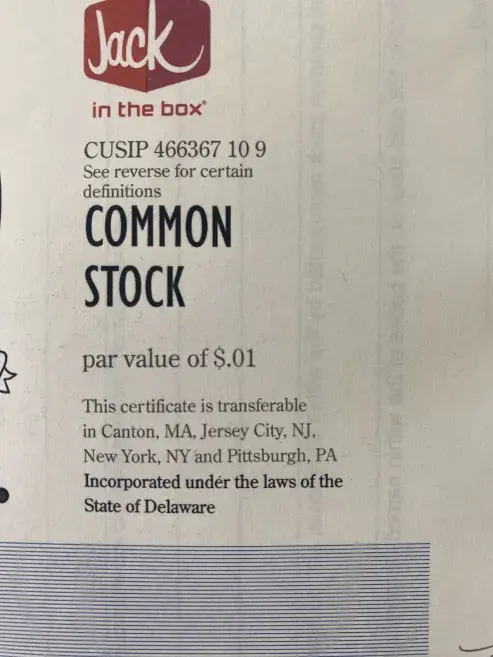 Jack
in the box®
CUSIP 466367 10 9
See reverse for certain
definitions
COMMON
STOCK
par value of $.01
This certificate is transferable
in Canton, MA, Jersey City, NJ,
New York, NY and Pittsburgh, PA
Incorporated under the laws of the
State of Delaware